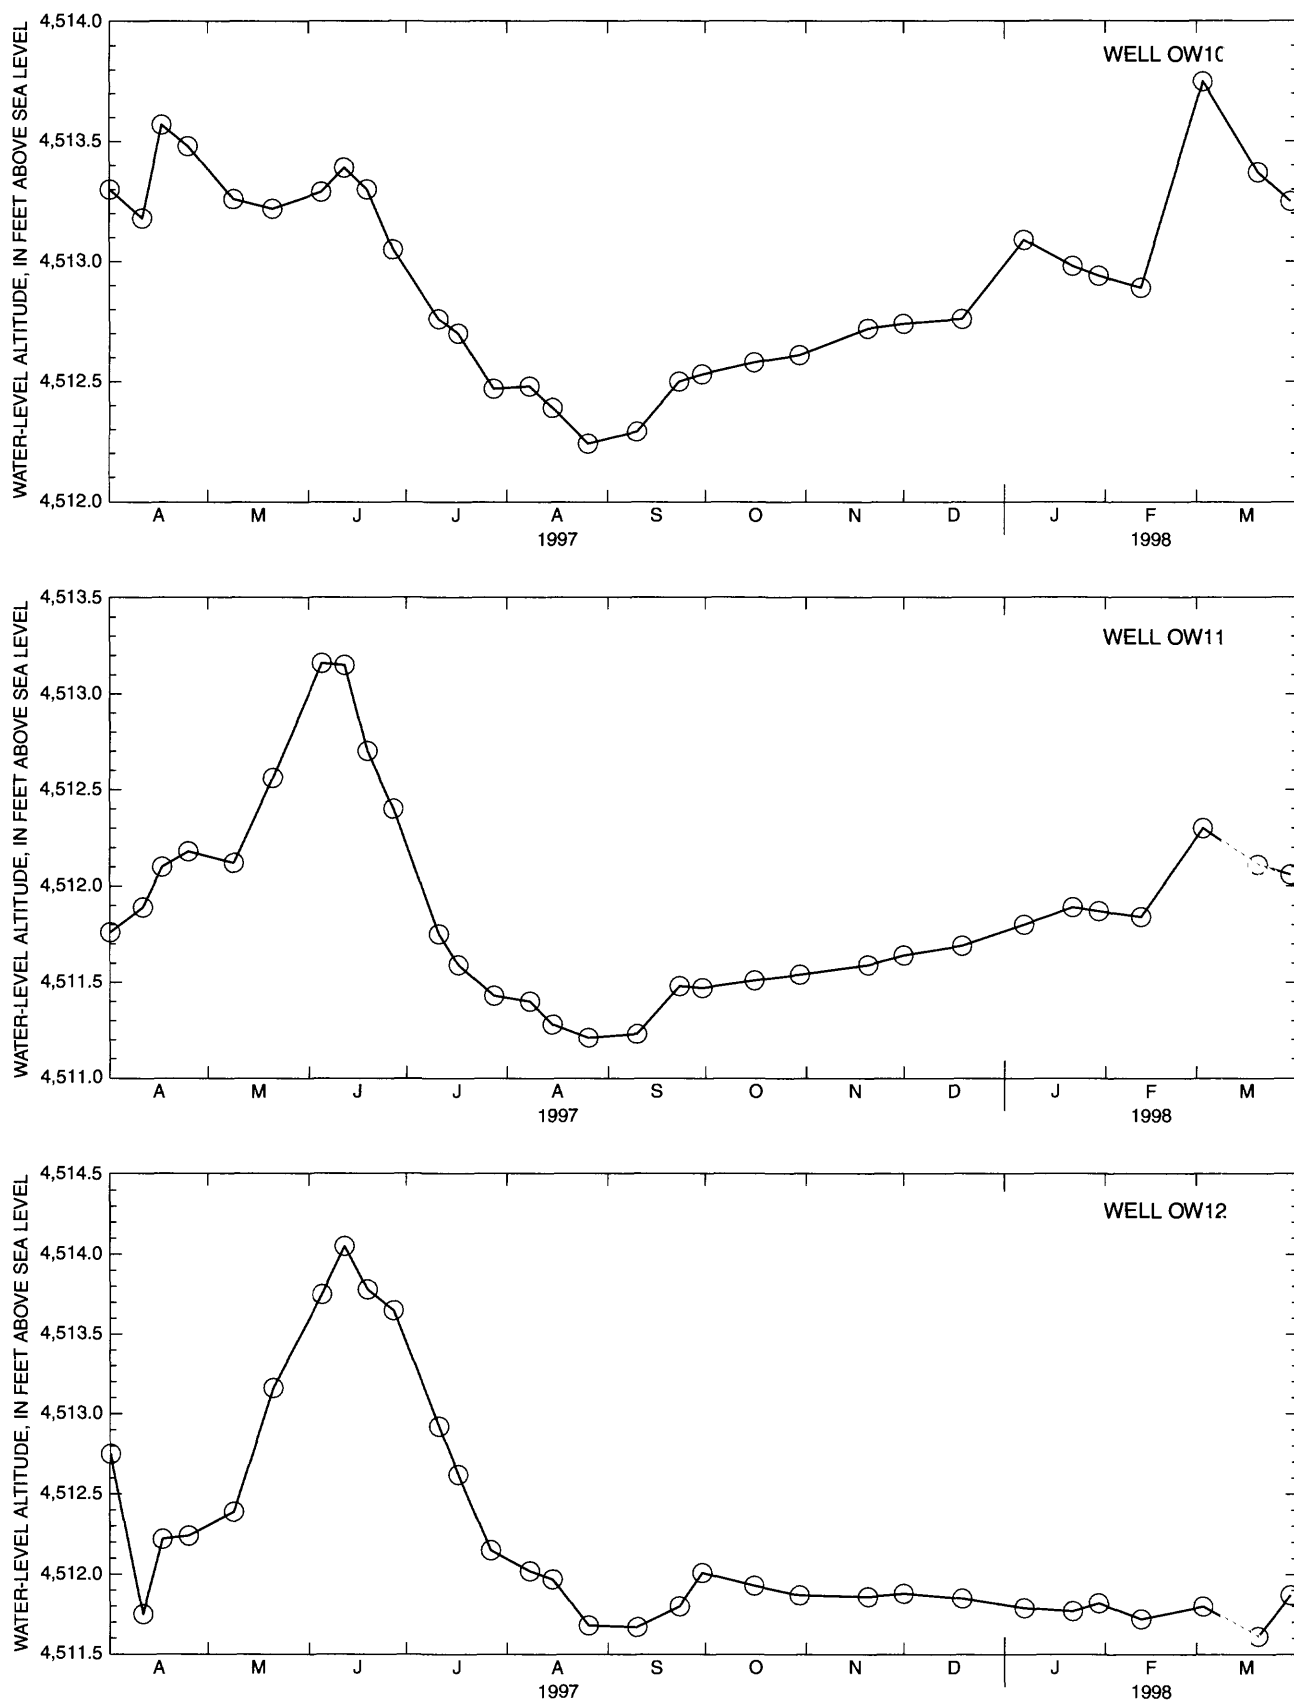 WATER-LEVEL ALTITUDE, IN FEET ABOVE SEA LEVEL
4,514.0
4,513.5
4,513.0
4,512.5
4,512.0
WELL OW10
A M J J A S O N D J F M
1997 1998
WATER-LEVEL ALTITUDE, IN FEET ABOVE SEA LEVEL
4,513.5
4,513.0
4,512.5
4,512.0
4,511.5
4,511.0
WELL OW11
A M J J A S O N D J F M
1997 1998
WATER-LEVEL ALTITUDE, IN FEET ABOVE SEA LEVEL
4,514.5
4,514.0
4,513.5
4,513.0
4,512.5
4,512.0
4,511.5
WELL OW12
A M J J A S O N D J F M
1997 1998